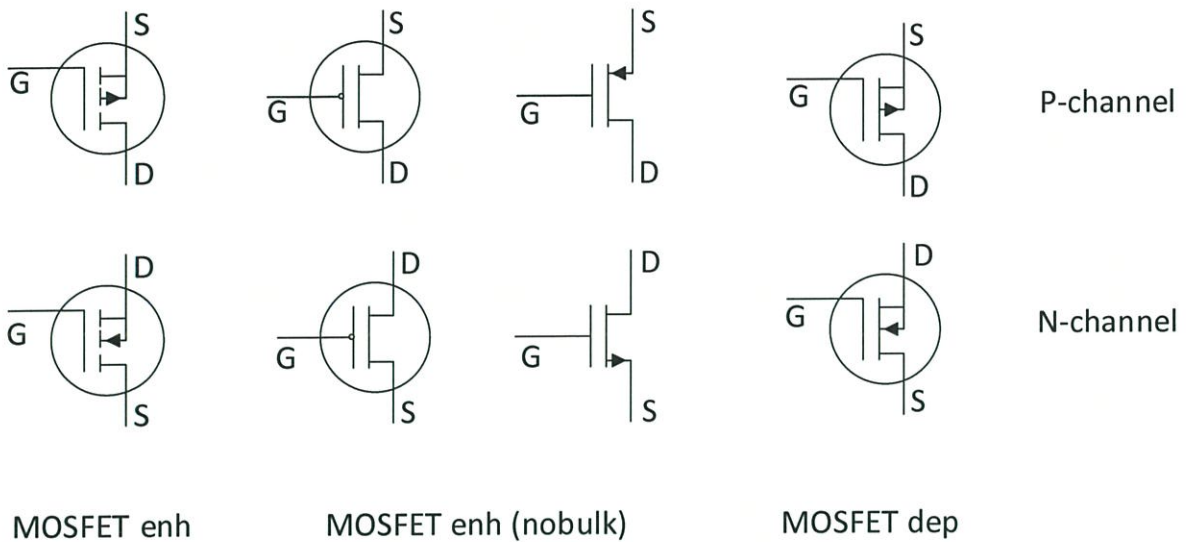 S
S
S
S
G
G
G
G
P-channel
D
D
D
D
D
D
D
D
G
G
G
G
N-channel
S
S
S
S
MOSFET enh
MOSFET enh (nobulk)
MOSFET dep